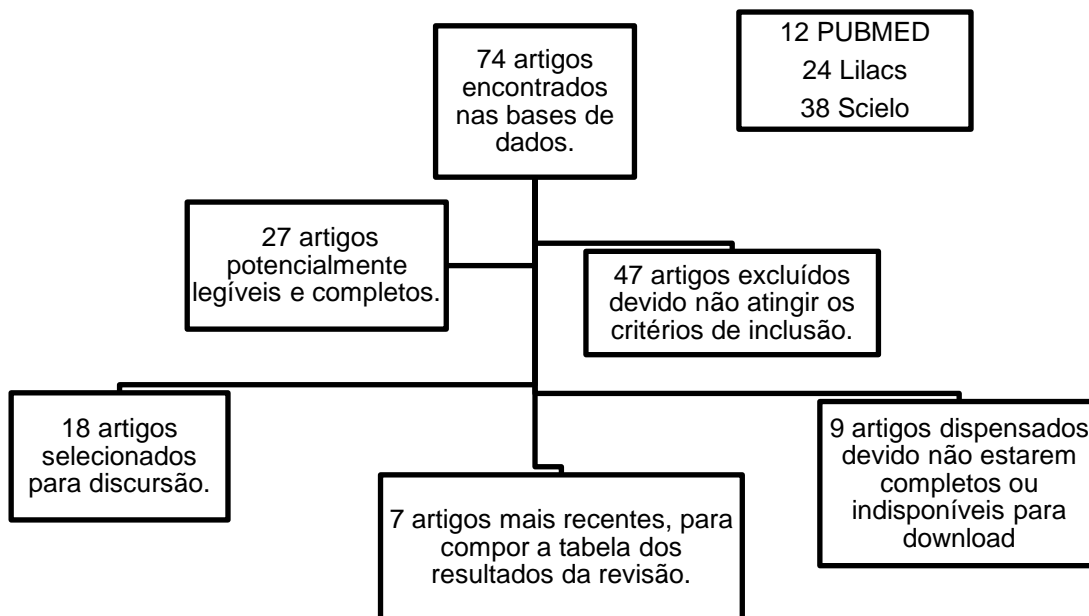 74 artigos
encontrados
nas bases de
dados.
12 PUBMED
24 Lilacs
38 Scielo
27 artigos
potencialmente
legíveis e completos.
47 artigos excluídos
devido não atingir os
critérios de inclusão.
18 artigos
selecionados
para discursão.
7 artigos mais recentes, para
compor a tabela dos
resultados da revisão.
9 artigos dispensados
devido não estarem
completos ou
indisponíveis para
download